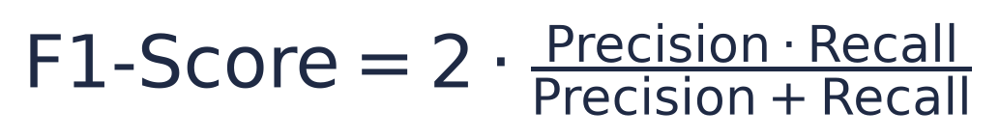 F1-Score = 2 · Precision · Recall
Precision + Recall